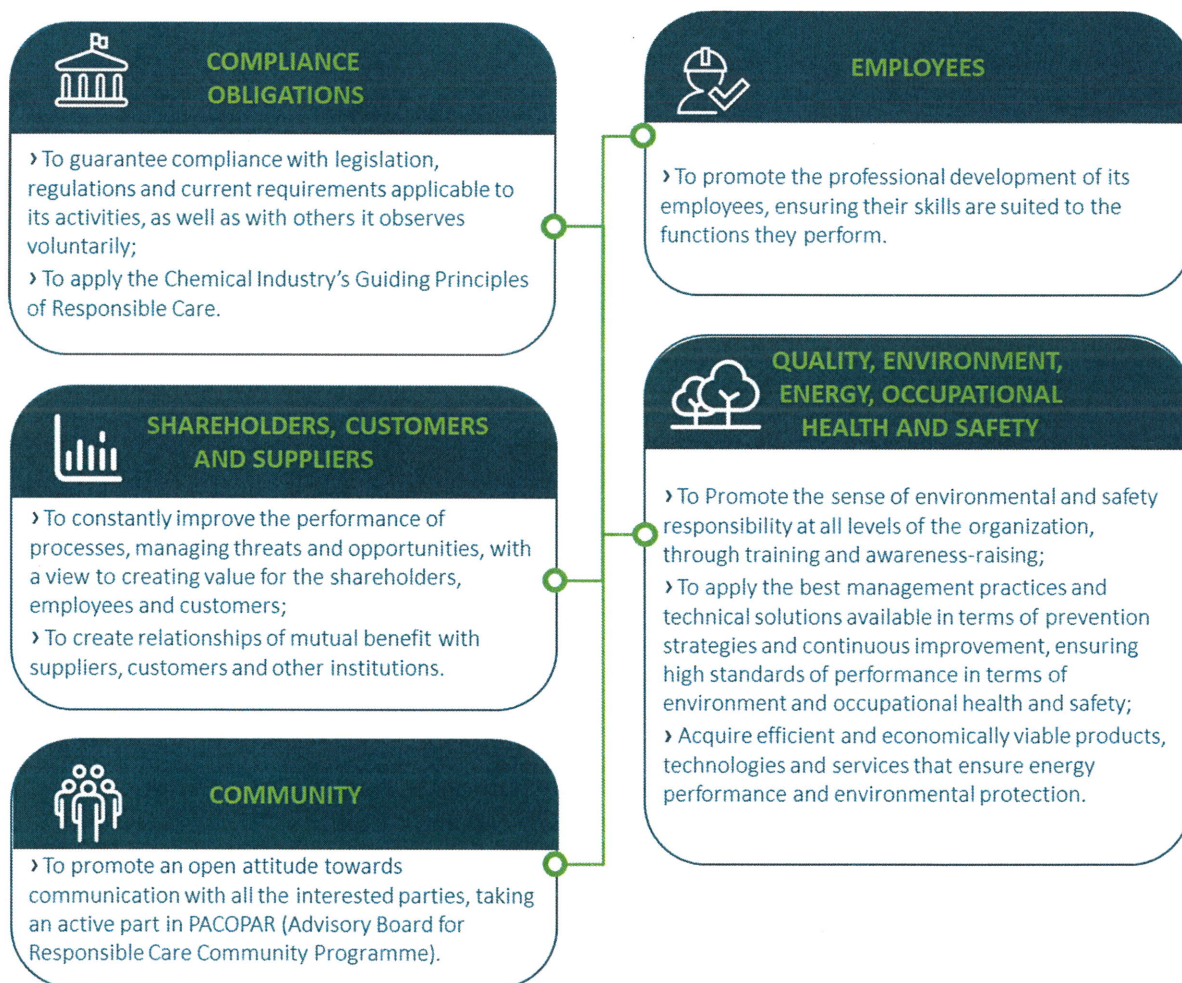 COMPLIANCE
OBLIGATIONS
› To guarantee compliance with legislation,
regulations and current requirements applicable to
its activities, as well as with others it observes
voluntarily;
› To apply the Chemical Industry’s Guiding Principles
of Responsible Care.
SHAREHOLDERS, CUSTOMERS
AND SUPPLIERS
› To constantly improve the performance of
processes, managing threats and opportunities, with
a view to creating value for the shareholders,
employees and customers;
› To create relationships of mutual benefit with
suppliers, customers and other institutions.
COMMUNITY
› To promote an open attitude towards
communication with all the interested parties, taking
an active part in PACOPAR (Advisory Board for
Responsible Care Community Programme).
EMPLOYEES
› To promote the professional development of its
employees, ensuring their skills are suited to the
functions they perform.
QUALITY, ENVIRONMENT,
ENERGY, OCCUPATIONAL
HEALTH AND SAFETY
› To Promote the sense of environmental and safety
responsibility at all levels of the organization,
through training and awareness-raising;
› To apply the best management practices and
technical solutions available in terms of prevention
strategies and continuous improvement, ensuring
high standards of performance in terms of
environment and occupational health and safety;
› Acquire efficient and economically viable products,
technologies and services that ensure energy
performance and environmental protection.